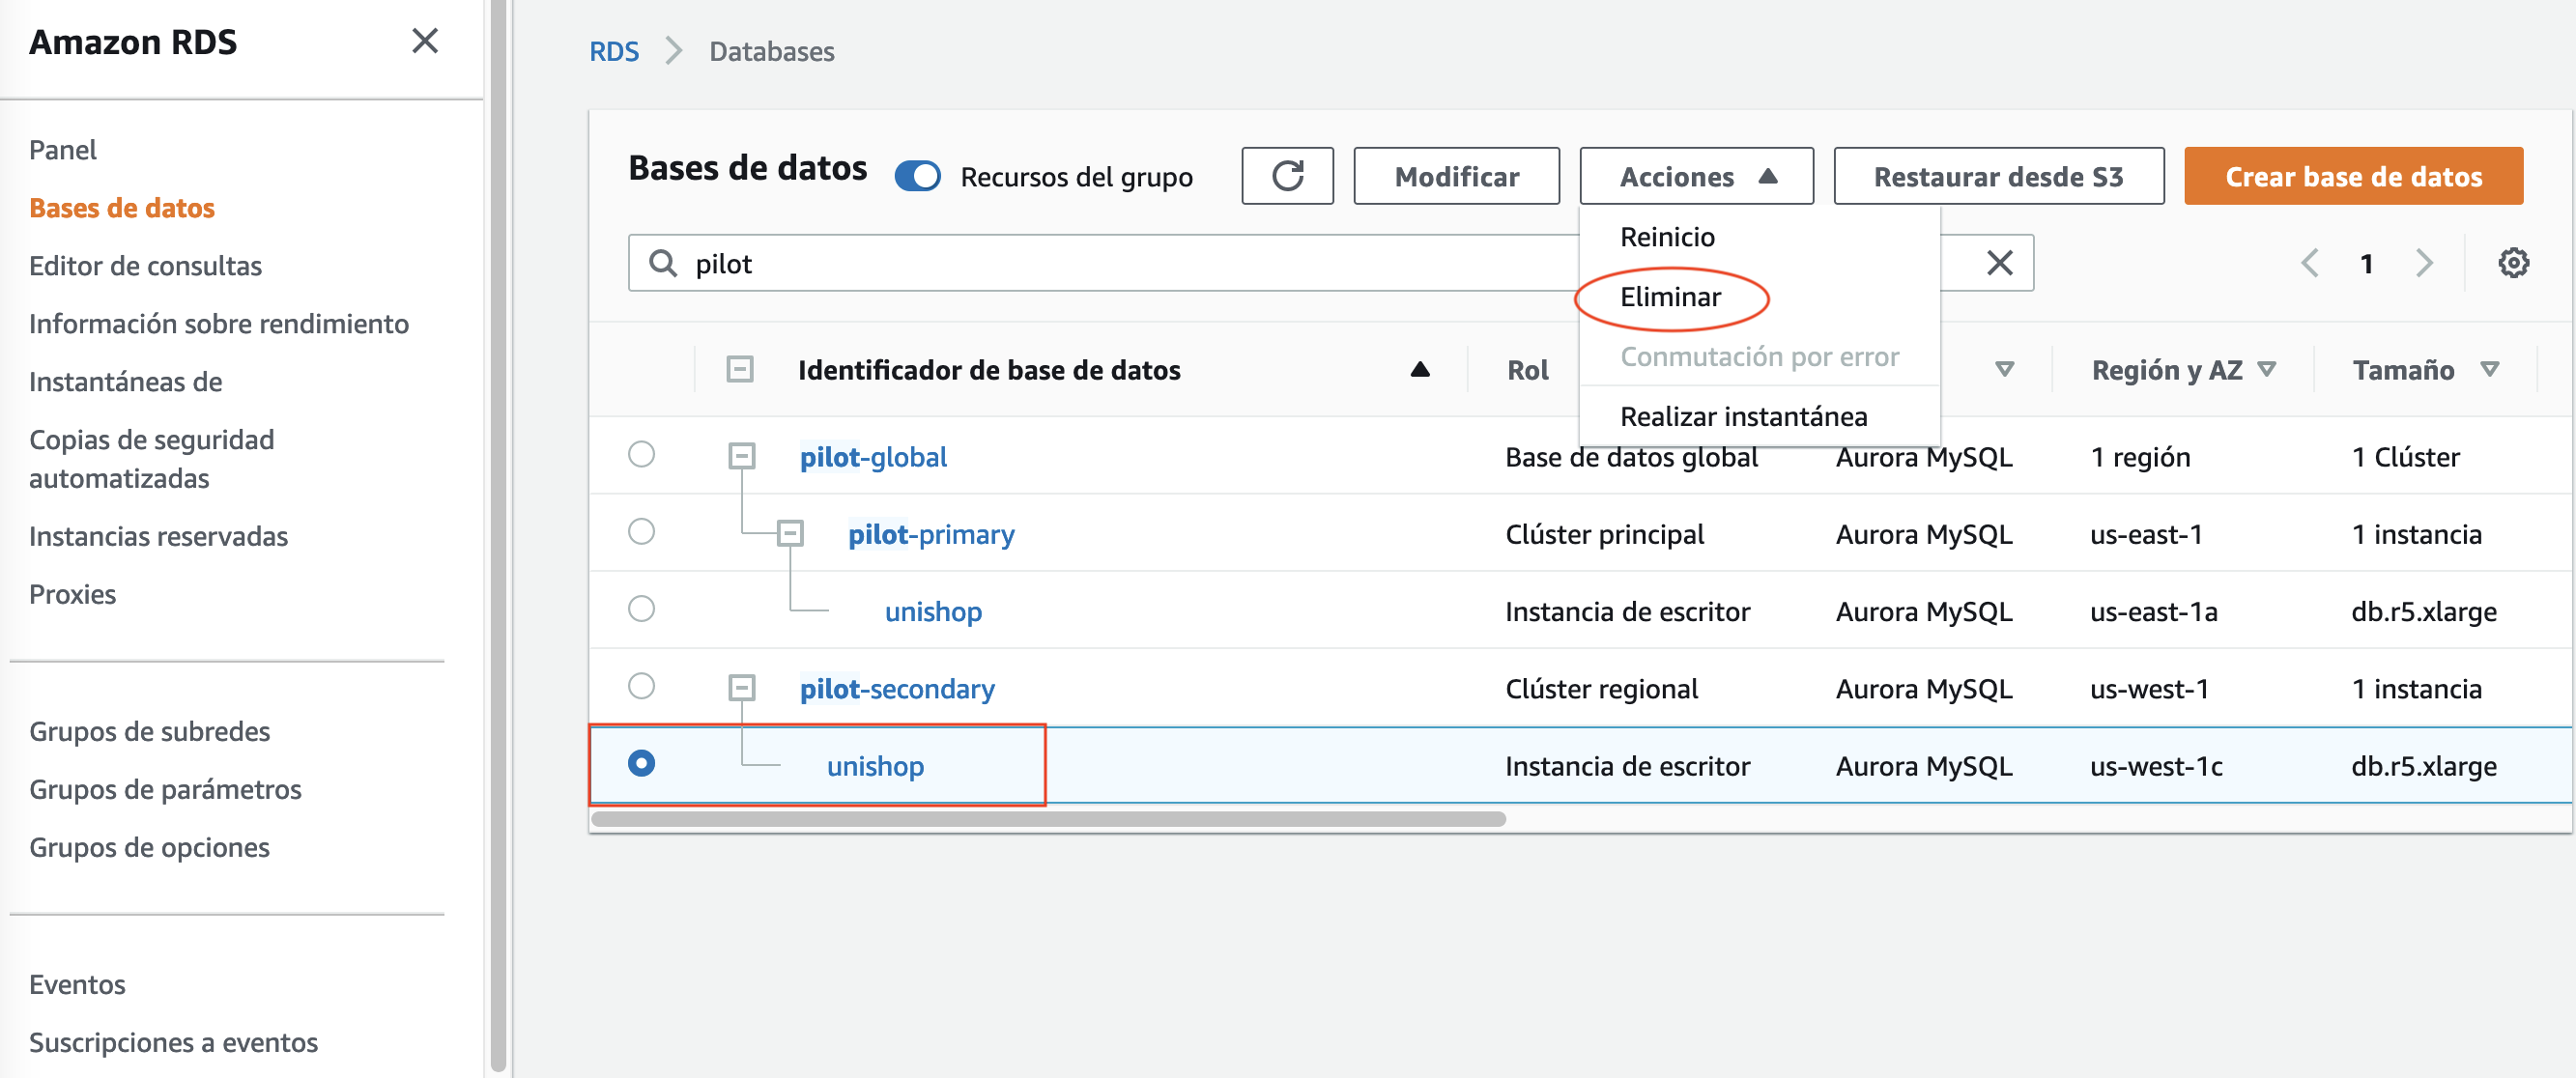 Amazon RDS
Panel
Bases de datos
Editor de consultas
Información sobre rendimiento
Instantáneas de
Copias de seguridad
automatizadas
Instancias reservadas
Proxies
Grupos de subredes
Grupos de parámetros
Grupos de opciones
Eventos
Suscripciones a eventos
RDS Databases
Bases de datos Recursos del grupo Modificar Acciones Restaurar desde S3 Crear base de datos
Reinicio
Eliminar
Conmutación por error
Realizar instantánea
pilot 1
Identificador de base de datos Rol Región y AZ Tamaño
pilot-global Base de datos global Aurora MySQL 1 región 1 Clúster
pilot-primary Clúster principal Aurora MySQL us-east-1 1 instancia
unishop Instancia de escritor Aurora MySQL us-east-1a db.r5.xlarge
pilot-secondary Clúster regional Aurora MySQL us-west-1 1 instancia
unishop Instancia de escritor Aurora MySQL us-west-1c db.r5.xlarge